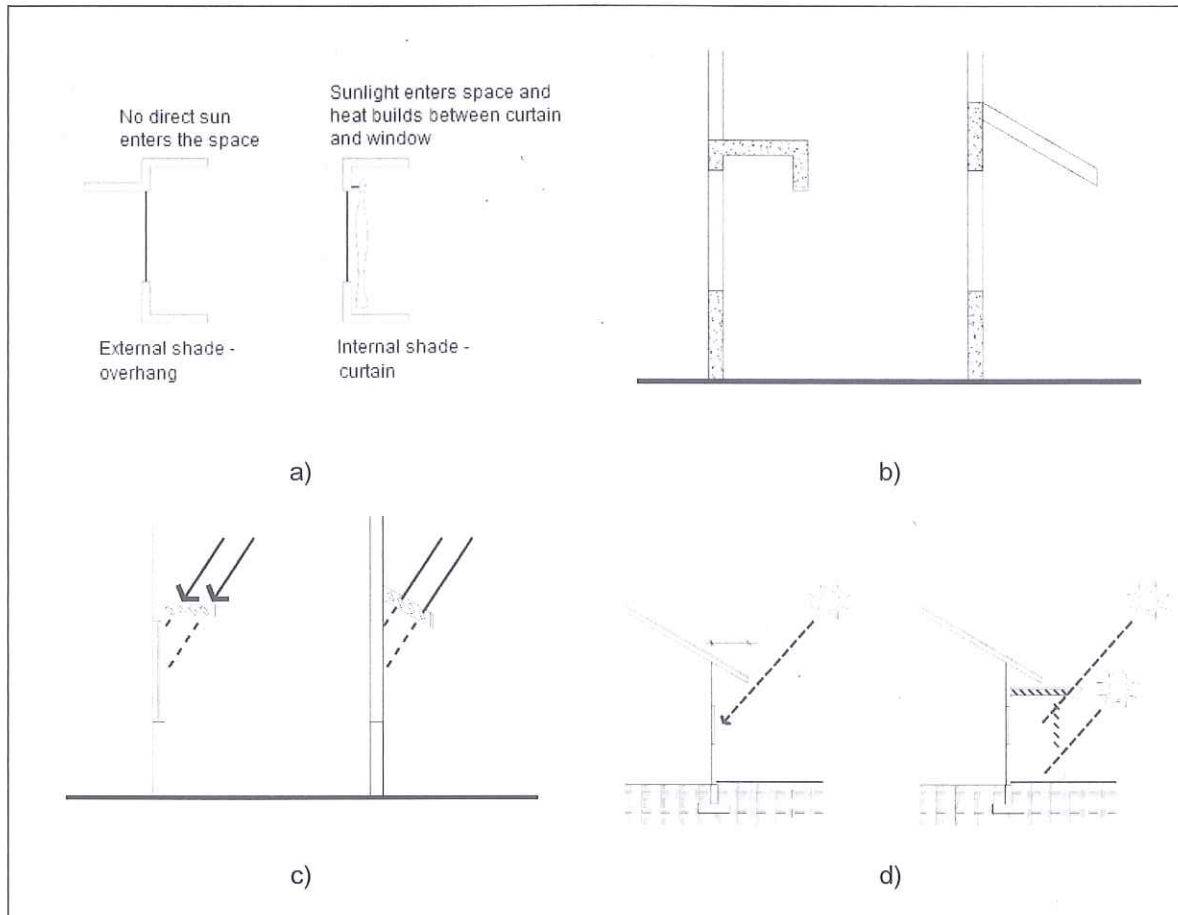 No direct sun
enters the space
Sunlight enters space and
heat builds between curtain
and window
External shade -
overhang
Internal shade -
curtain
a)
b)
c)
d)